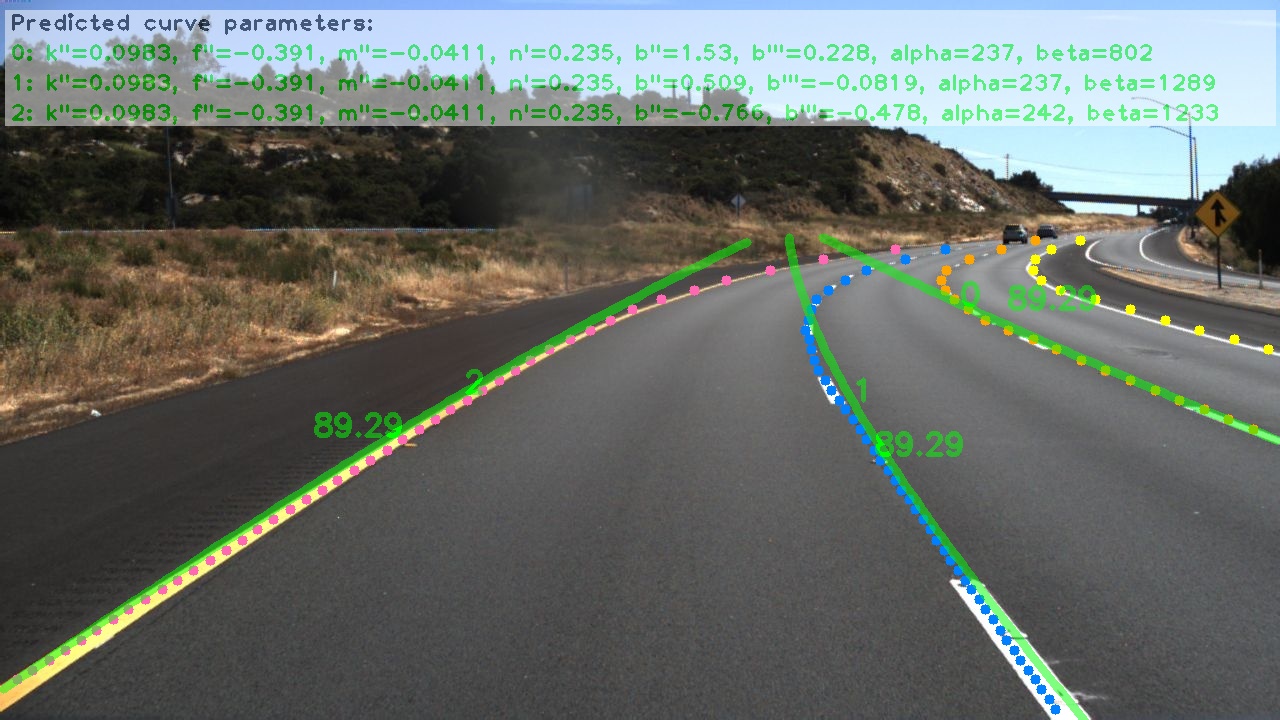 Predicted curve parameters:
0: k''=0.0983, f''=-0.391, m''=-0.0411, n'=0.235, b''=1.53, b'''=0.228, alpha=237, beta=802
1: k''=0.0983, f''=-0.391, m''=-0.0411, n'=0.235, b''=0.509, b'''=-0.0819, alpha=237, beta=1289
2: k''=0.0983, f''=-0.391, m''=-0.0411, n'=0.235, b''=-0.766, b'''=-0.478, alpha=242, beta=1233
0 89.29
2
1
89.29
89.29